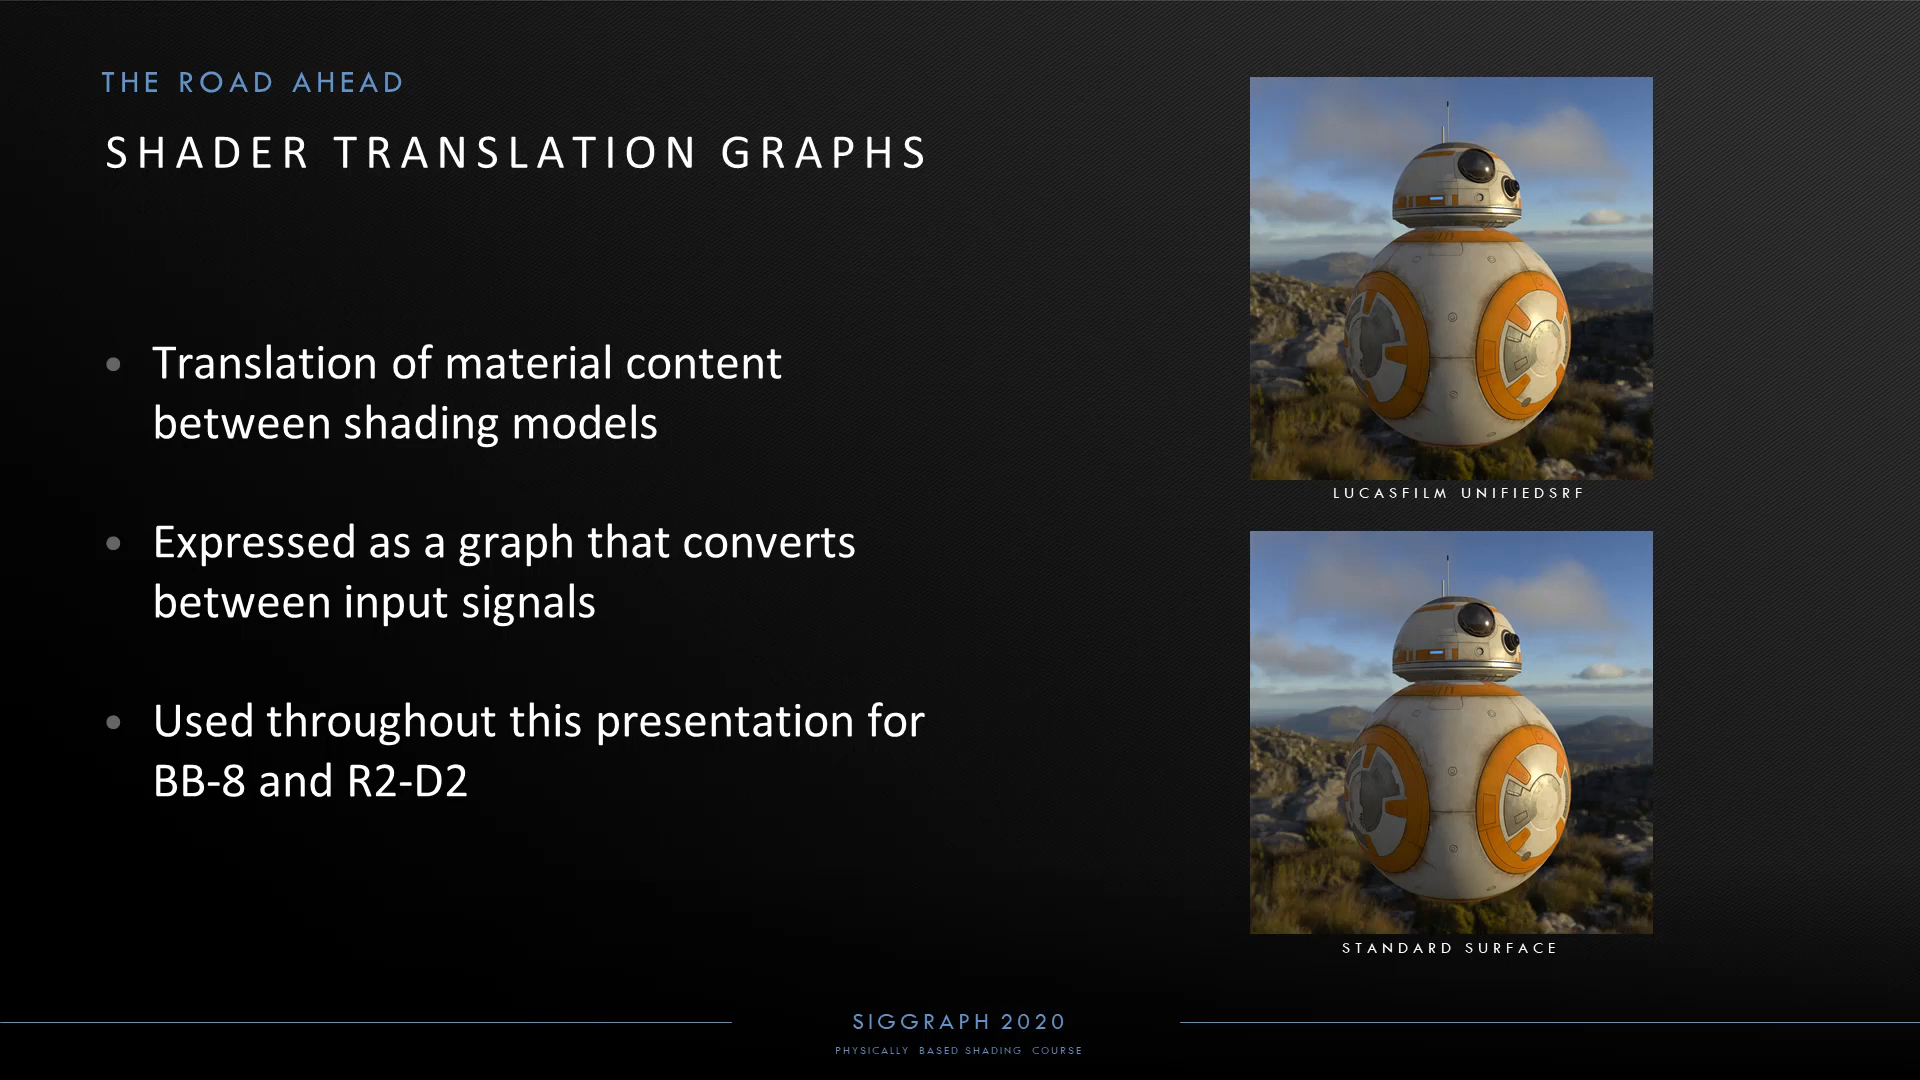 THE ROAD AHEAD
SHADER TRANSLATION GRAPHS
• Translation of material content
between shading models
• Expressed as a graph that converts
between input signals
• Used throughout this presentation for
BB-8 and R2-D2
LUCASFILM UNIFIEDSRF
STANDARD SURFACE
SIGGRAPH 2020
PHYSICALLY BASED SHADING COURSE